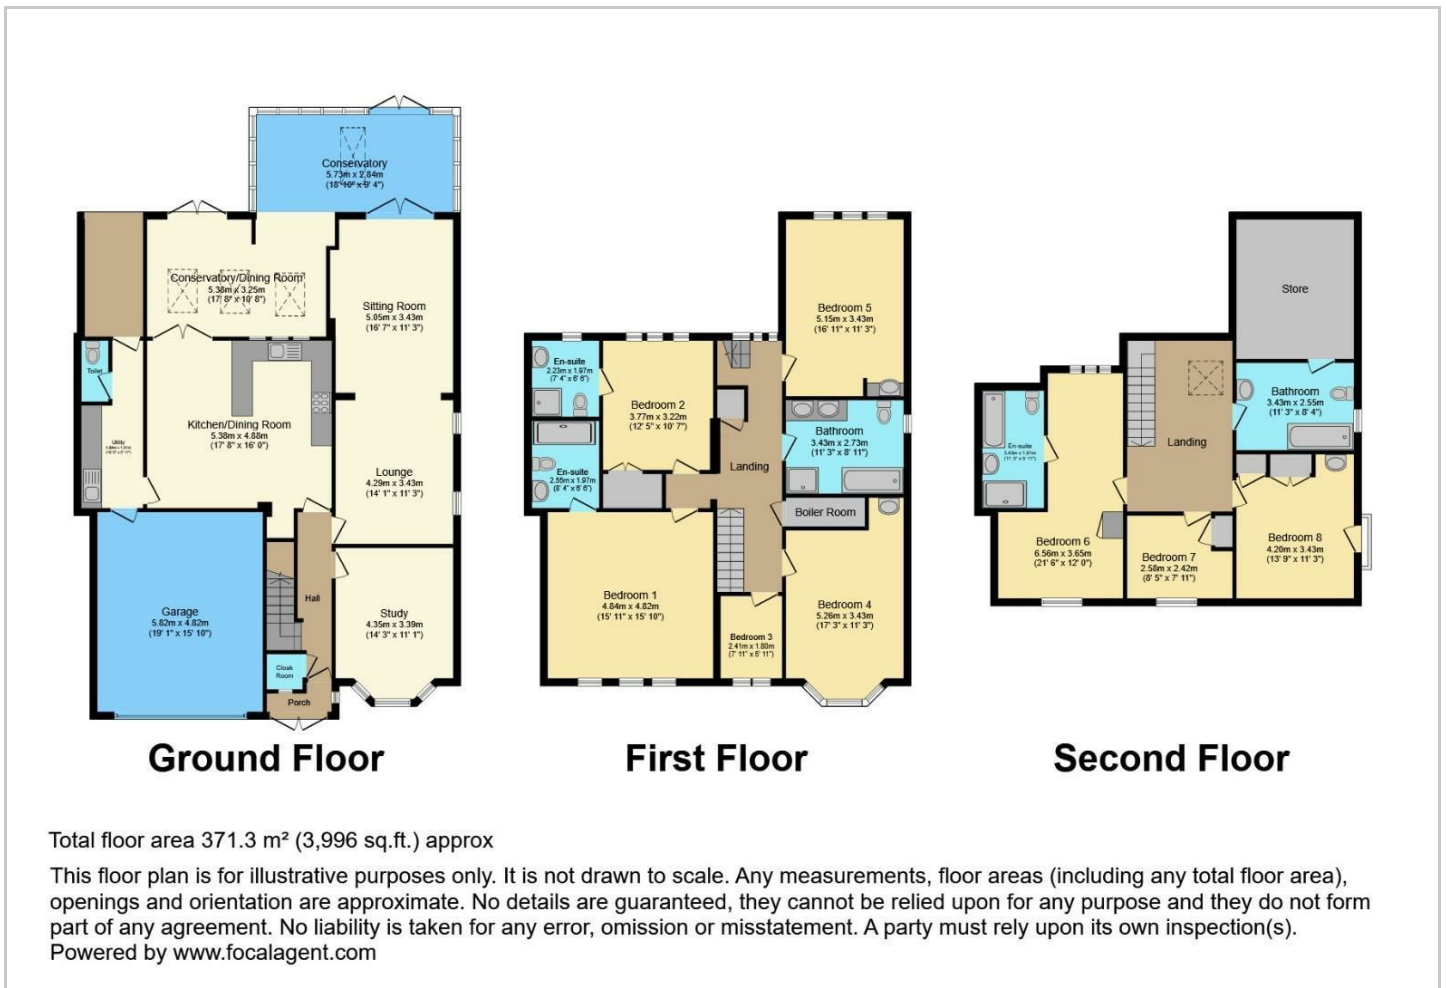 Conservatory
5.73m x 2.84m
(18' 10" x 9' 4")
Conservatory/Dining Room
5.38m x 3.25m
(17' 8" x 10' 8")
Sitting Room
5.05m x 3.43m
(16' 7" x 11' 3")
Toilet
Kitchen/Dining Room
5.38m x 4.88m
(17' 8" x 16' 0")
Utility
Lounge
4.29m x 3.43m
(14' 1" x 11' 3")
Garage
5.82m x 4.82m
(19' 1" x 15' 10")
Hall
Study
4.35m x 3.39m
(14' 3" x 11' 1")
Cloak
Room
Porch
Ground Floor
Bedroom 5
5.15m x 3.43m
(16' 11" x 11' 3")
En-suite
2.23m x 1.97m
(7' 4" x 6' 6")
Bedroom 2
3.77m x 3.22m
(12' 5" x 10' 7")
Bathroom
3.43m x 2.73m
(11' 3" x 8' 11")
En-suite
2.55m x 1.97m
(8' 4" x 6' 6")
Landing
Boiler Room
Bedroom 1
4.84m x 4.82m
(15' 11" x 15' 10")
Bedroom 4
5.26m x 3.43m
(17' 3" x 11' 3")
Bedroom 3
2.41m x 1.80m
(7' 11" x 5' 11")
First Floor
Store
Bathroom
3.43m x 2.55m
(11' 3" x 8' 4")
En-suite
Landing
Bedroom 6
6.56m x 3.65m
(21' 6" x 12' 0")
Bedroom 7
2.58m x 2.42m
(8' 5" x 7' 11")
Bedroom 8
4.20m x 3.43m
(13' 9" x 11' 3")
Second Floor
Total floor area 371.3 m² (3,996 sq.ft.) approx
This floor plan is for illustrative purposes only. It is not drawn to scale. Any measurements, floor areas (including any total floor area),
openings and orientation are approximate. No details are guaranteed, they cannot be relied upon for any purpose and they do not form
part of any agreement. No liability is taken for any error, omission or misstatement. A party must rely upon its own inspection(s).
Powered by www.focalagent.com